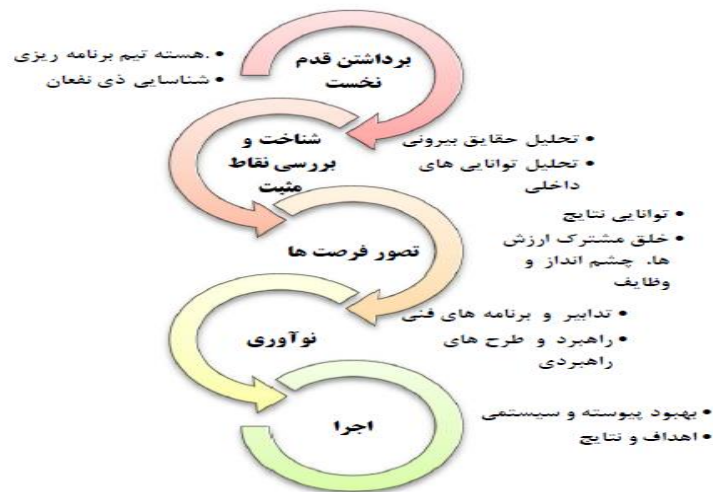 برداشتن قدم
نخست
• .هسته تیم برنامه ریزی
• شناسایی ذی نفعان
شناخت و
بررسی نقاط
مثبت
• تحلیل حقایق بیرونی
• تحلیل توانایی های
داخلی
تصور فرصت ها
• توانایی نتایج
• خلق مشترک ارزش
ها، چشم انداز و
وظایف
نوآوری
• تدابیر و برنامه های فنی
• راهبرد و طرح های
راهبردی
اجرا
• بهبود پیوسته و سیستمی
• اهداف و نتایج